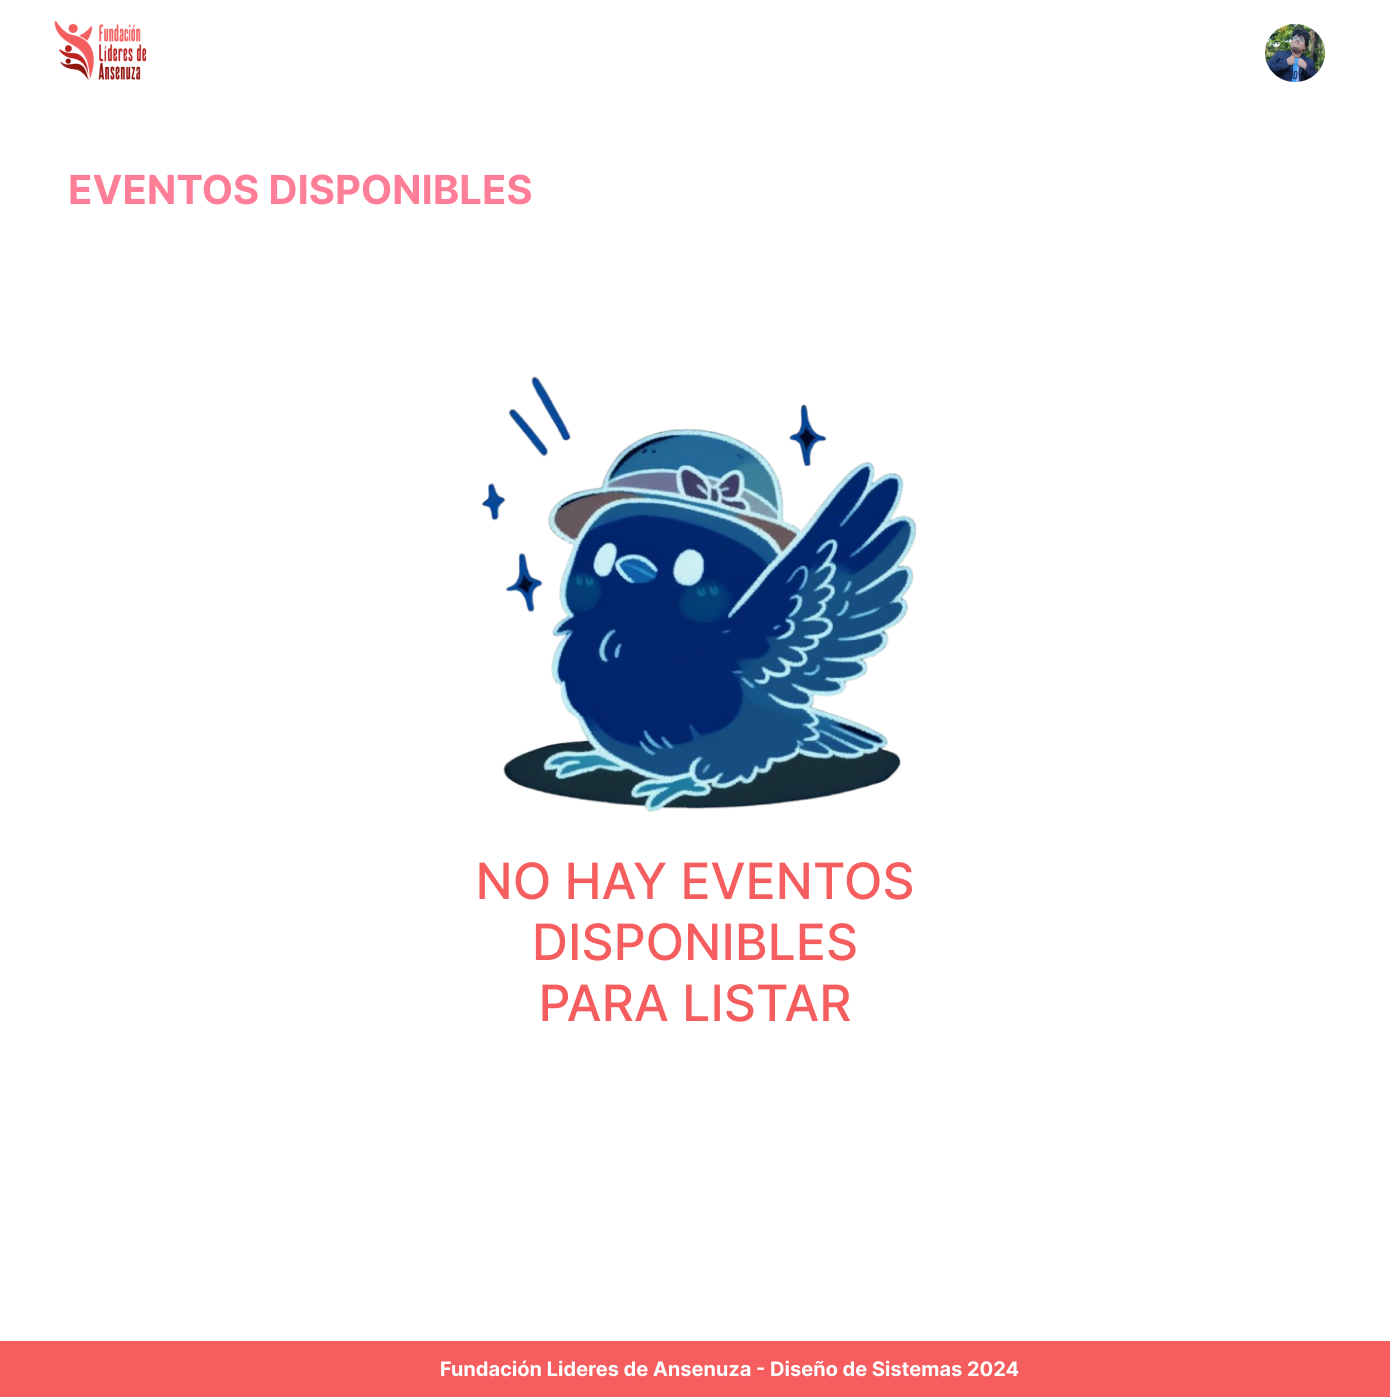 Fundación
Líderes de
Ansenuza
EVENTOS DISPONIBLES
NO HAY EVENTOS
DISPONIBLES
PARA LISTAR
Fundación Lideres de Ansenuza - Diseño de Sistemas 2024